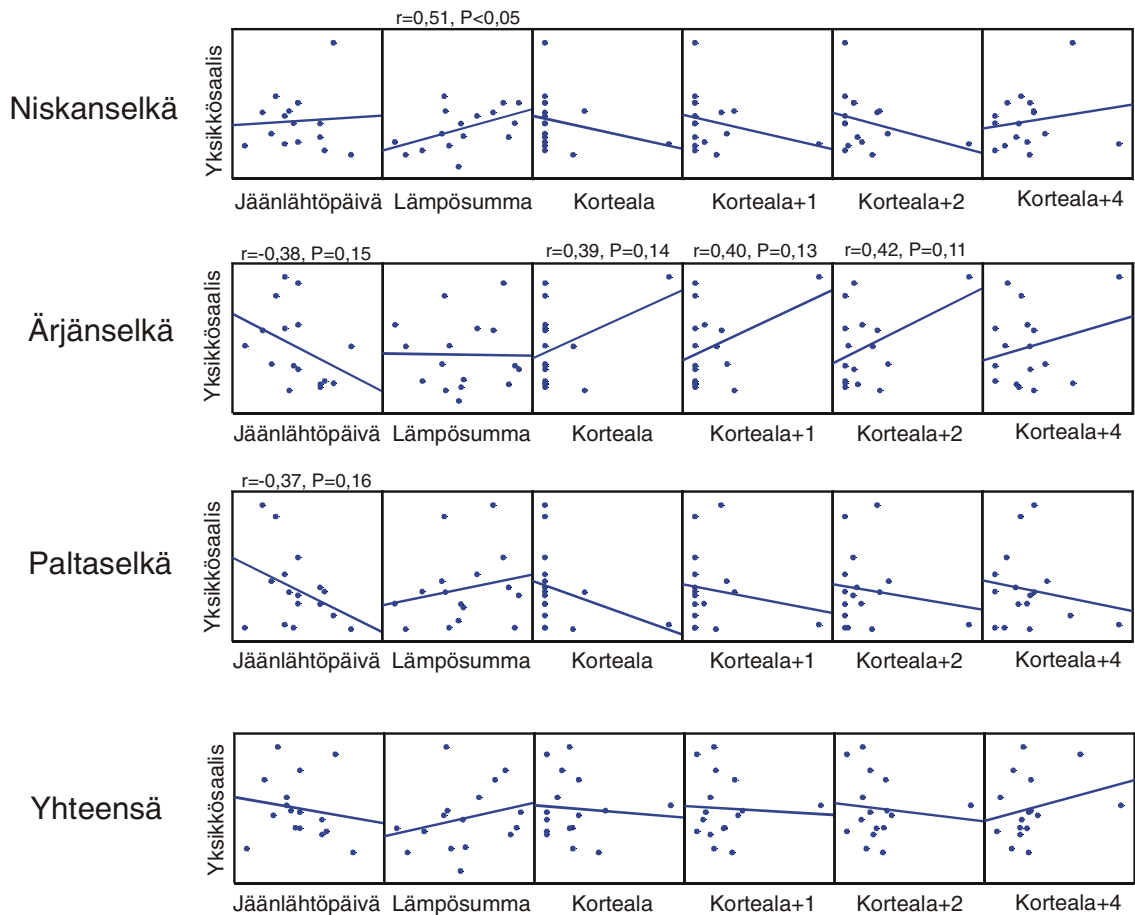 r=0,51, P<0,05
Niskanselkä
Yksikkösaalis
Jäänlähtöpäivä Lämpösumma Korteala Korteala+1 Korteala+2 Korteala+4
r=-0,38, P=0,15 r=0,39, P=0,14 r=0,40, P=0,13 r=0,42, P=0,11
Ärjänselkä
Yksikkösaalis
Jäänlähtöpäivä Lämpösumma Korteala Korteala+1 Korteala+2 Korteala+4
r=-0,37, P=0,16
Paltaselkä
Yksikkösaalis
Jäänlähtöpäivä Lämpösumma Korteala Korteala+1 Korteala+2 Korteala+4
Yhteensä
Yksikkösaalis
Jäänlähtöpäivä Lämpösumma Korteala Korteala+1 Korteala+2 Korteala+4